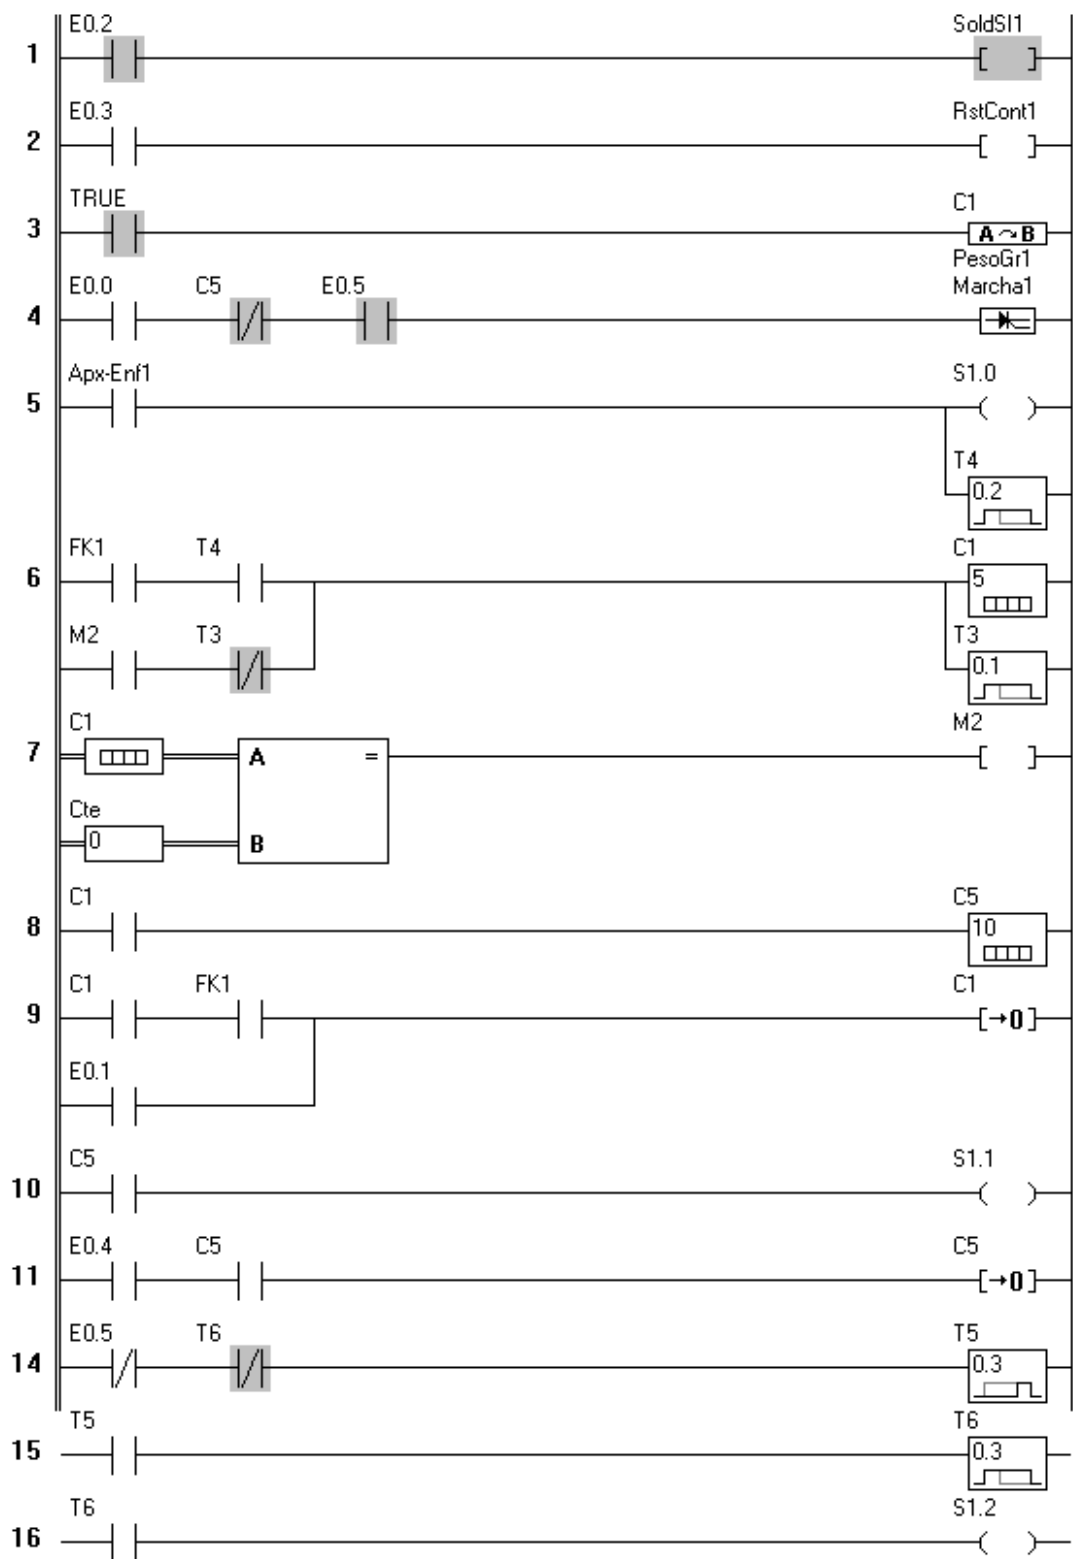 E0.2 SoldSI1
1
E0.3 RstCont1
2
TRUE C1
3 A B
PesoGr1
E0.0 C5 E0.5 Marcha1
4
Apx-Enf1 S1.0
5
T4
0.2
FK1 T4 C1
6 5
M2 T3 T3
0.1
C1 M2
7 A =
Cte
0 B
C1 C5
8 10
C1 FK1 C1
9 [→0]
E0.1
C5 S1.1
10
E0.4 C5 C5
11 [→0]
E0.5 T6 T5
14 0.3
T5 T6
15 0.3
T6 S1.2
16